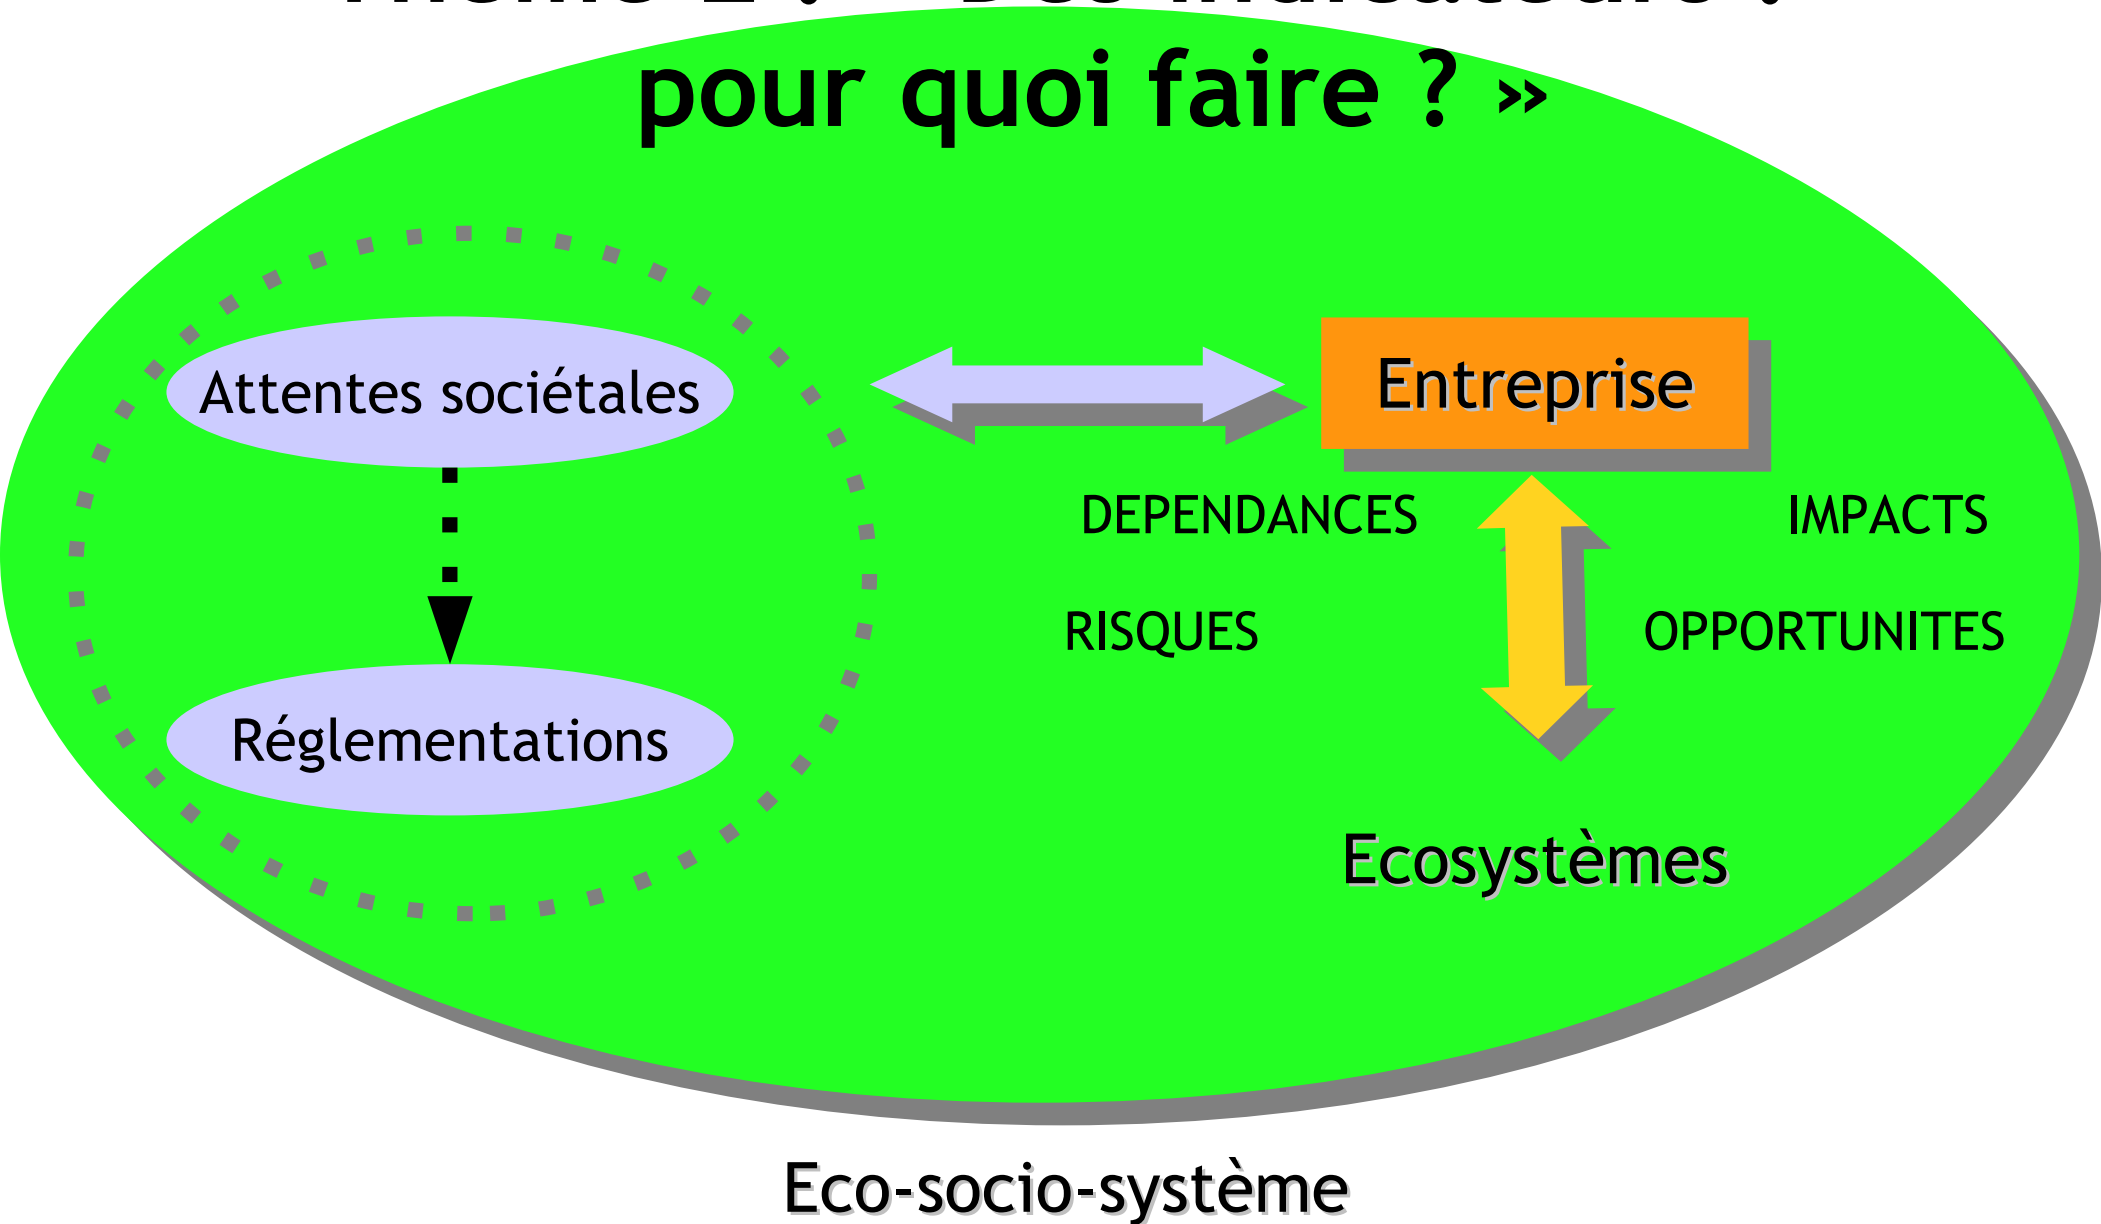 pour quoi faire ? »
Attentes sociétales
Entreprise
DEPENDANCES
IMPACTS
RISQUES
OPPORTUNITES
Réglementations
Ecosystèmes
Eco-socio-système